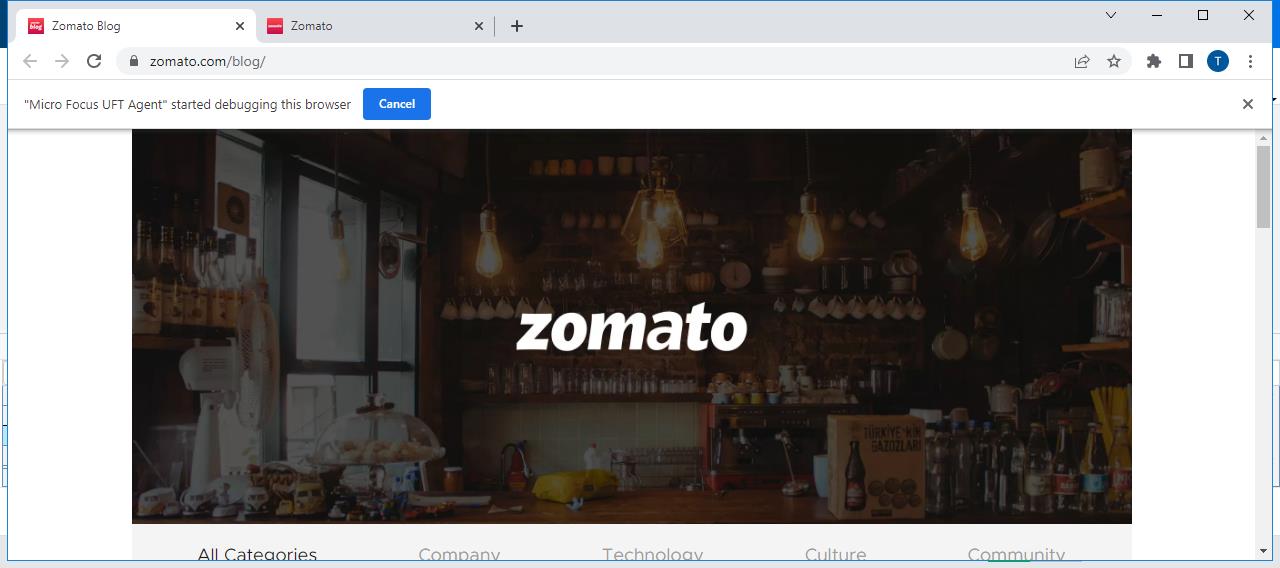 Zomato Blog
Zomato
zomato.com/blog/
T
"Micro Focus UFT Agent" started debugging this browser
Cancel
zomato
TÜRKİYE'NİN
GAZOZLARI
All Categories
Company
Technology
Culture
Community